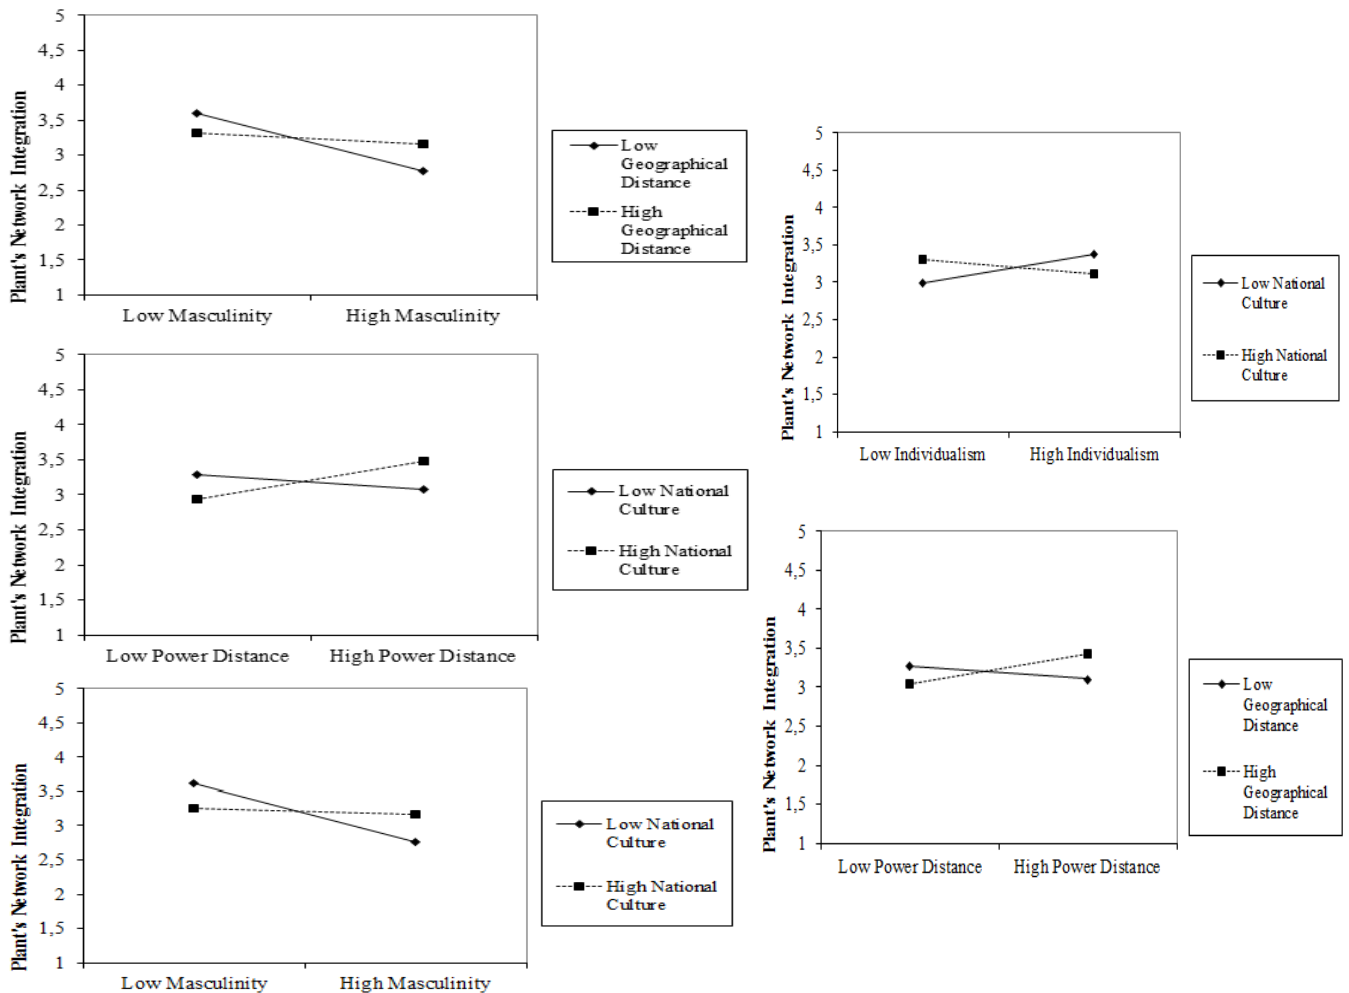 5
4,5
4
3,5
3
2,5
2
1,5
1
Plant's Network Integration
Low Masculinity
High Masculinity
Low
Geographical
Distance
High
Geographical
Distance
5
4,5
4
3,5
3
2,5
2
1,5
1
Plant's Network Integration
Low Power Distance
High Power Distance
Low National
Culture
High National
Culture
5
4,5
4
3,5
3
2,5
2
1,5
1
Plant's Network Integration
Low Masculinity
High Masculinity
Low National
Culture
High National
Culture
5
4,5
4
3,5
3
2,5
2
1,5
1
Plant's Network Integration
Low Individualism
High Individualism
Low National
Culture
High National
Culture
5
4,5
4
3,5
3
2,5
2
1,5
1
Plant's Network Integration
Low Power Distance
High Power Distance
Low
Geographical
Distance
High
Geographical
Distance